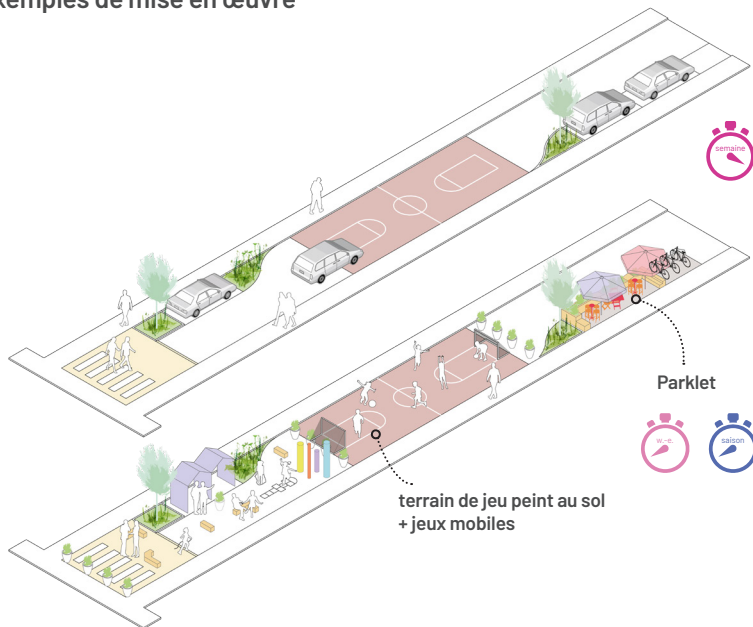 xemples de mise en œuvre
semaine
Parklet
w.-e.
saison
terrain de jeu peint au sol
+ jeux mobiles